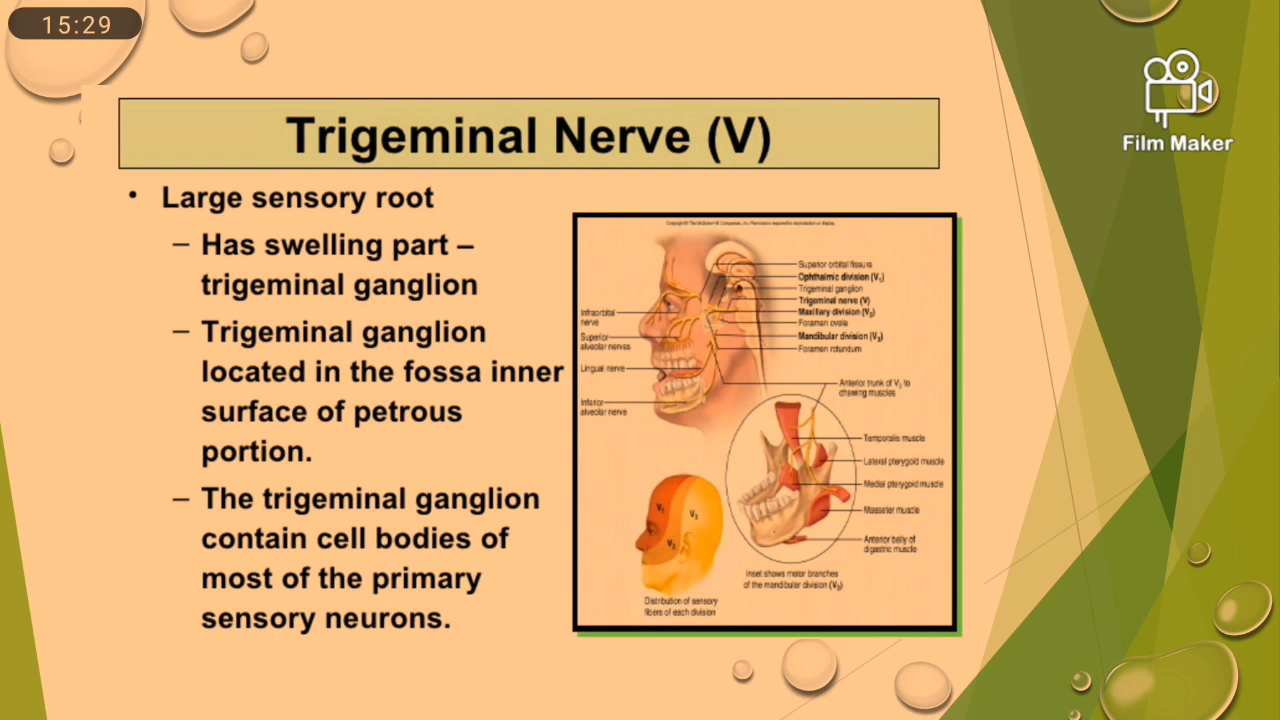 15:29
Film Maker
Trigeminal Nerve (V)
• Large sensory root
– Has swelling part –
trigeminal ganglion
– Trigeminal ganglion
located in the fossa inner
surface of petrous
portion.
– The trigeminal ganglion
contain cell bodies of
most of the primary
sensory neurons.
Superior orbital fissure
Ophthalmic division (V₁)
Trigeminal ganglion
Trigeminal nerve (V)
Maxillary division (V₂)
Foramen ovale
Mandibular division (V₃)
Foramen rotundum
Infraorbital
nerve
Superior
alveolar nerves
Lingual nerve
Inferior
alveolar nerve
Anterior trunk of V₃ to
chewing muscles
Temporalis muscle
Lateral pterygoid muscle
Medial pterygoid muscle
Masseter muscle
Anterior belly of
digastric muscle
Inset shows motor branches
of the mandibular division (V₃)
V₁
V₂
V₃
Distribution of sensory
fibers of each division